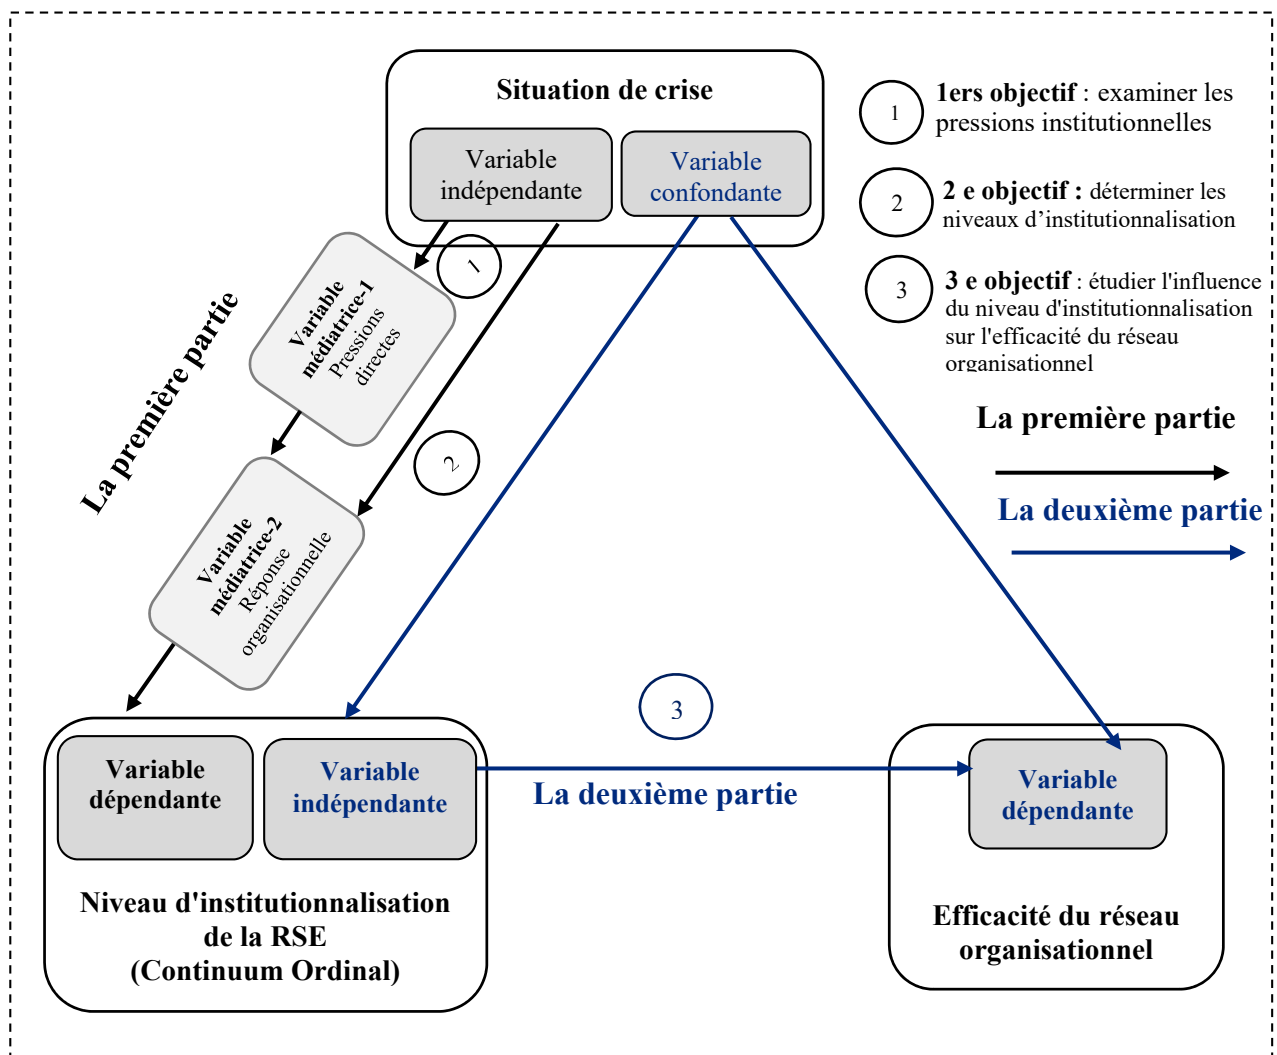 Situation de crise
Variable
indépendante
Variable
confondante
1
1ers objectif : examiner les
pressions institutionnelles
2
2 e objectif : déterminer les
niveaux d’institutionnalisation
3
3 e objectif : étudier l'influence
du niveau d'institutionnalisation
sur l'efficacité du réseau
organisationnel
La première partie
La deuxième partie
La première partie
1
Variable
médiatrice-1
Pressions
directes
2
Variable
médiatrice-2
Réponse
organisationnelle
3
La deuxième partie
Variable
dépendante
Variable
indépendante
Niveau d'institutionnalisation
de la RSE
(Continuum Ordinal)
Variable
dépendante
Efficacité du réseau
organisationnel